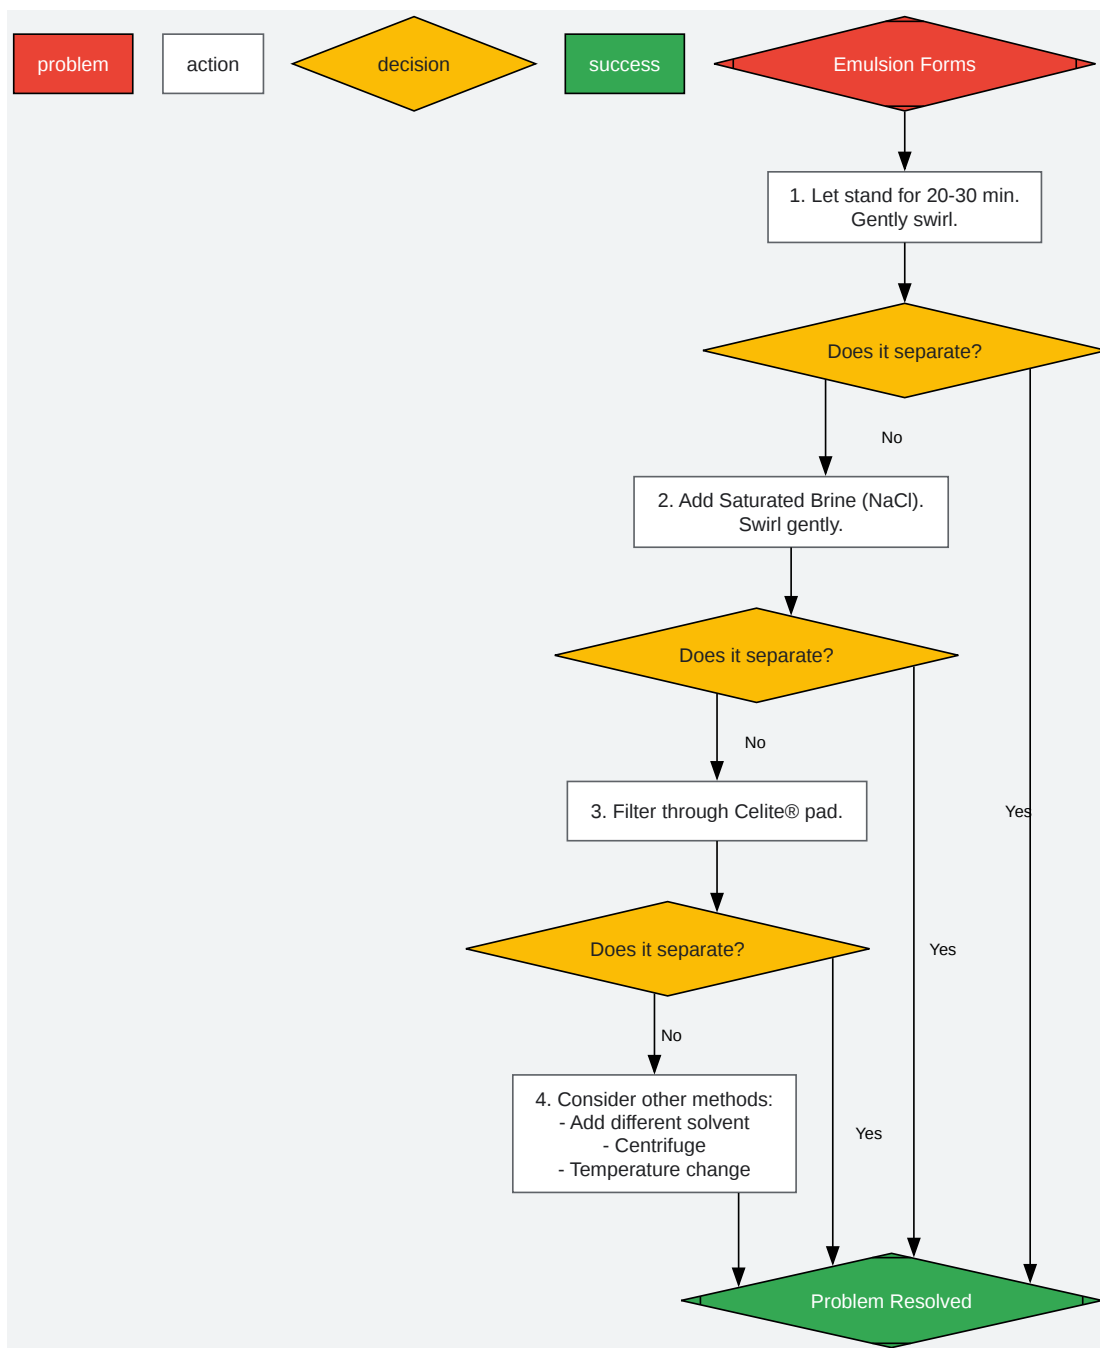 problem
action
decision
success
Emulsion Forms
1. Let stand for 20-30 min.
Gently swirl.
Does it separate?
No
2. Add Saturated Brine (NaCl).
Swirl gently.
Does it separate?
No
3. Filter through Celite® pad.
Yes
Does it separate?
Yes
No
4. Consider other methods:
- Add different solvent
- Centrifuge
- Temperature change
Yes
Problem Resolved